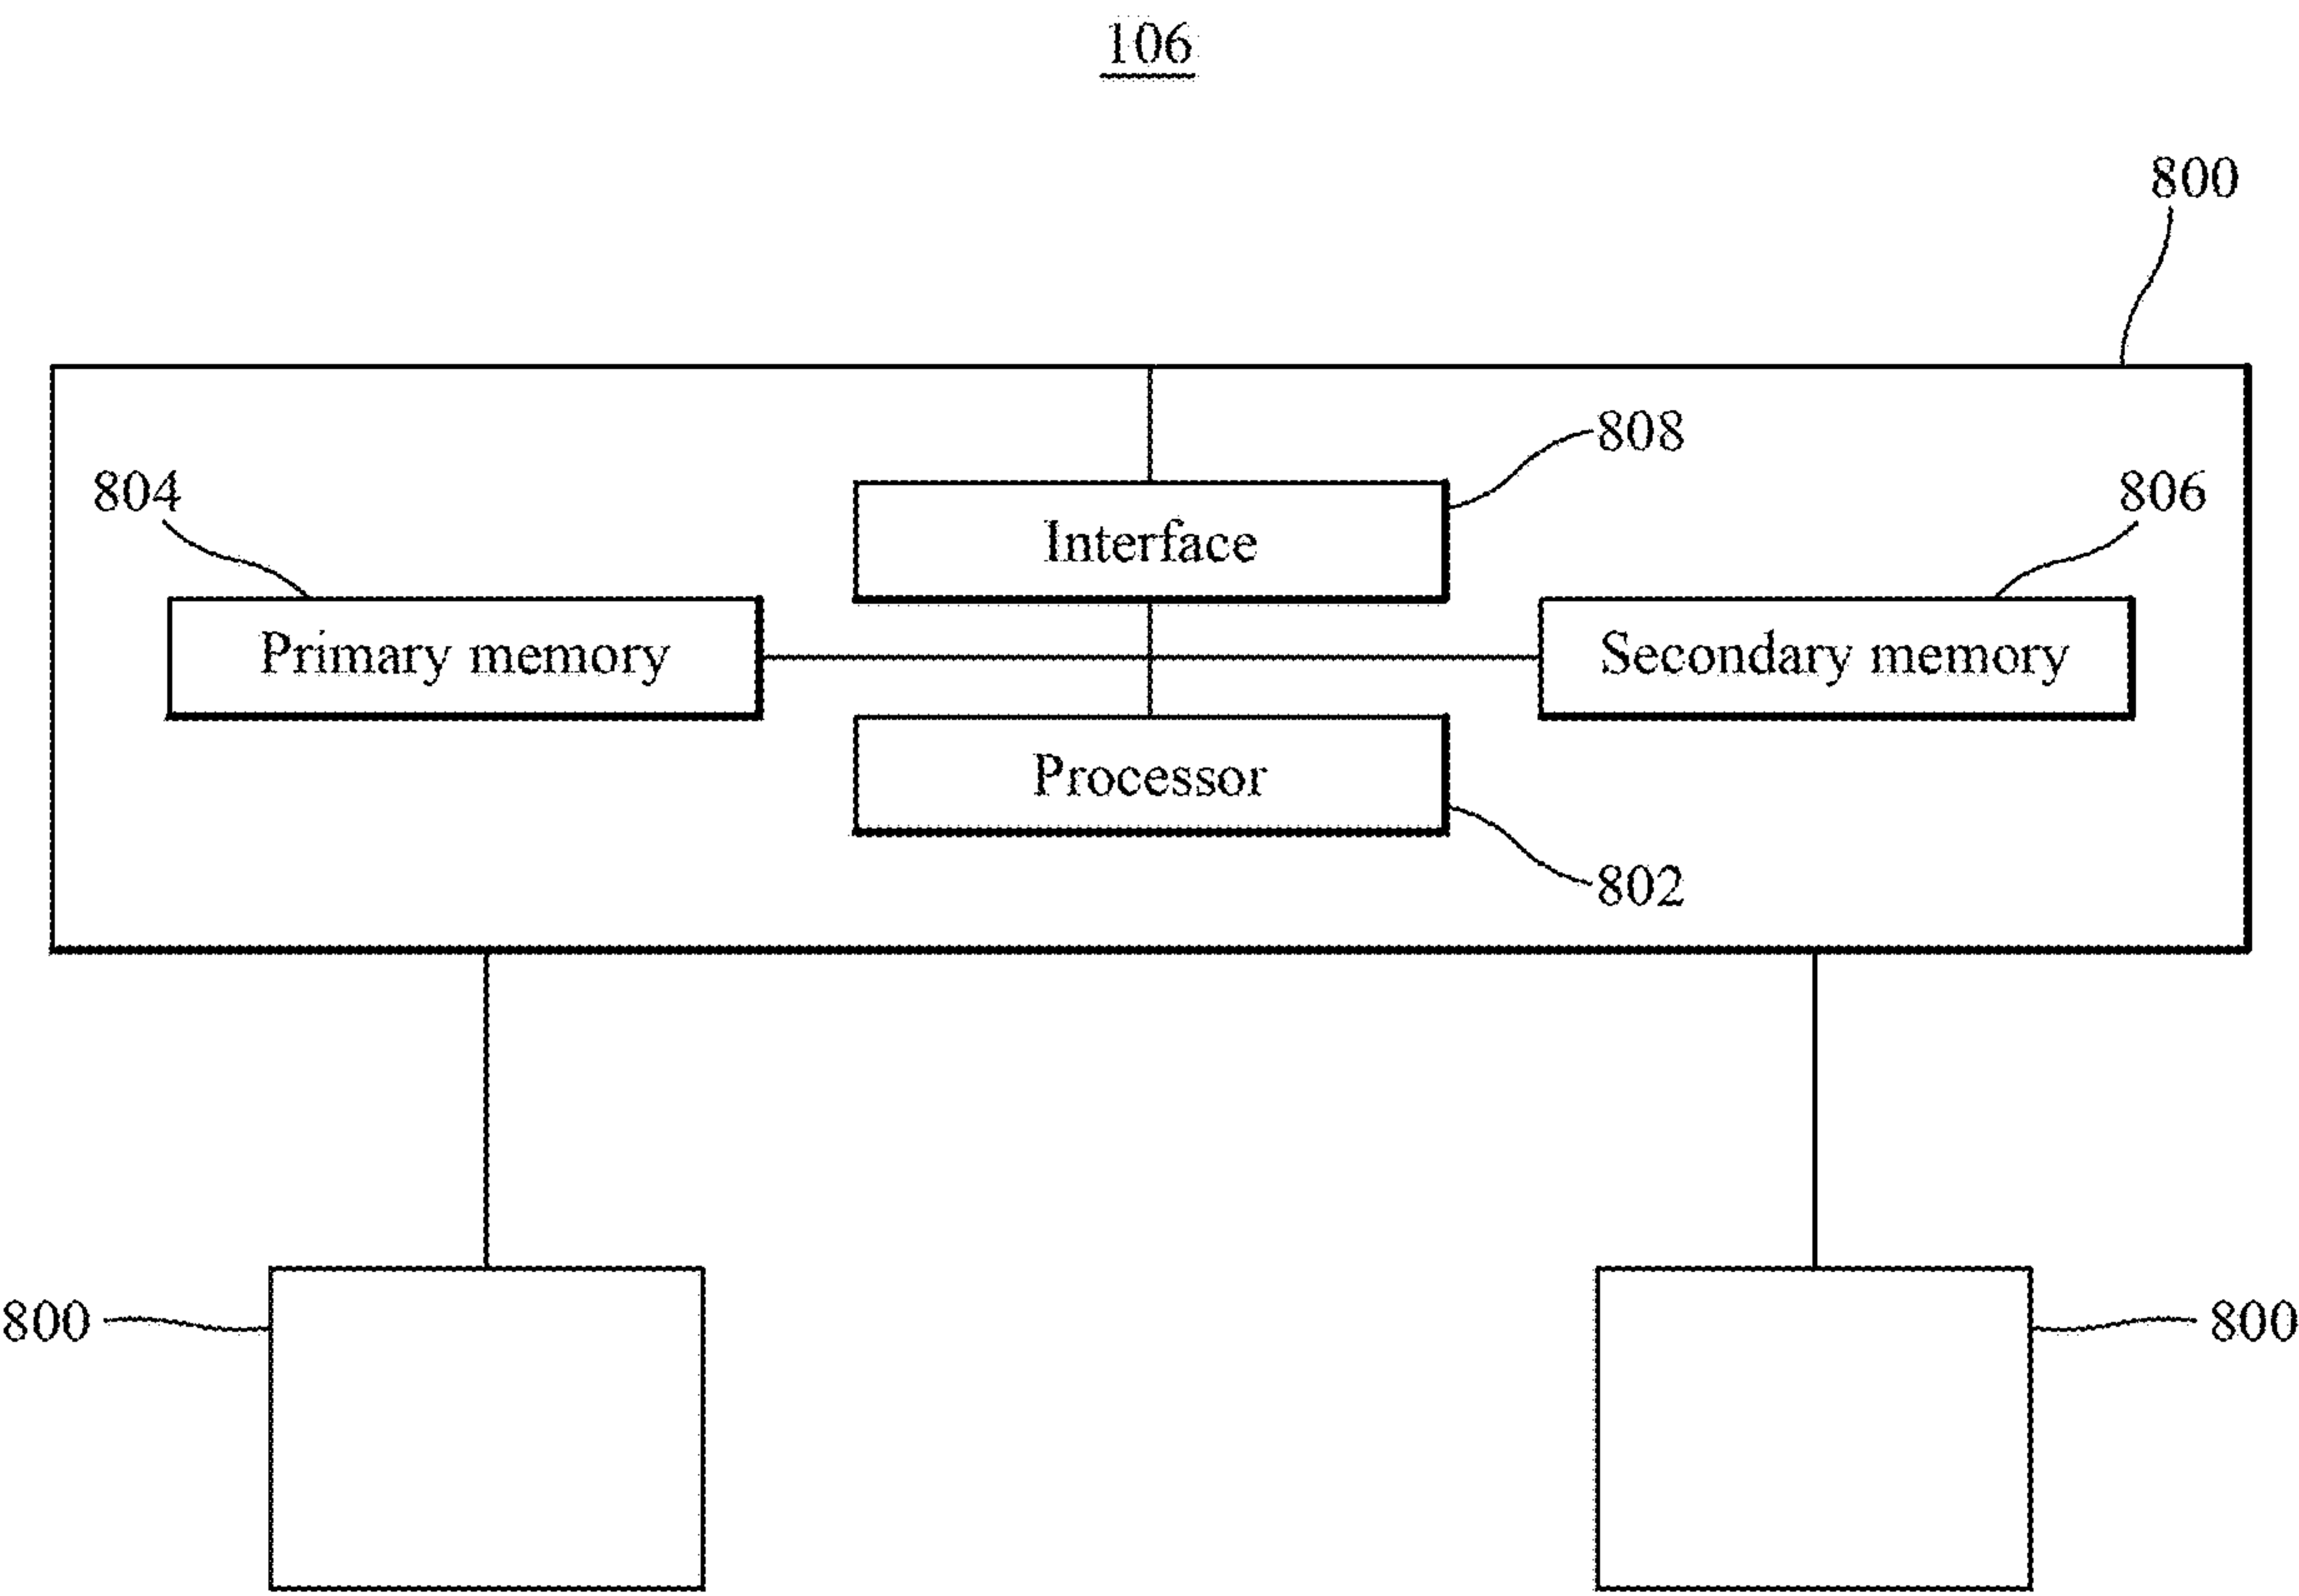 106
800
808
804
806
Interface
Primary memory
Secondary memory
Processor
802
800
800